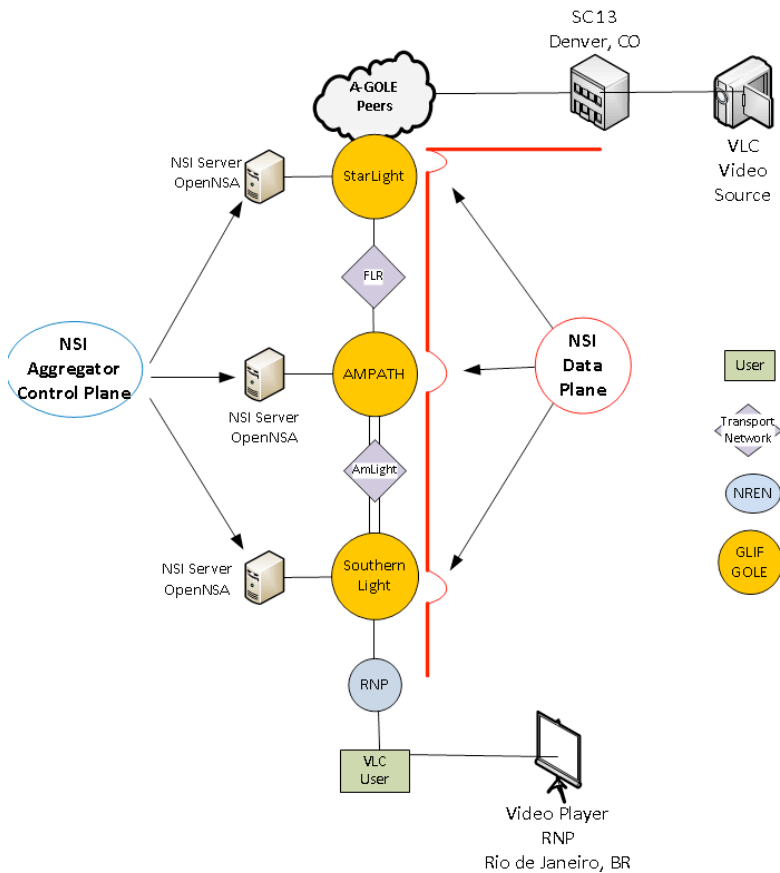 SC13
Denver, CO
A-GOLE
Peers
VLC
Video
Source
NSI Server
OpenNSA
StarLight
FLR
NSI
Aggregator
Control Plane
NSI Server
OpenNSA
AMPATH
NSI
Data
Plane
User
Transport
Network
NREN
GLIF
GOLE
AmLight
NSI Server
OpenNSA
Southern
Light
RNP
VLC
User
Video Player
RNP
Rio de Janeiro, BR